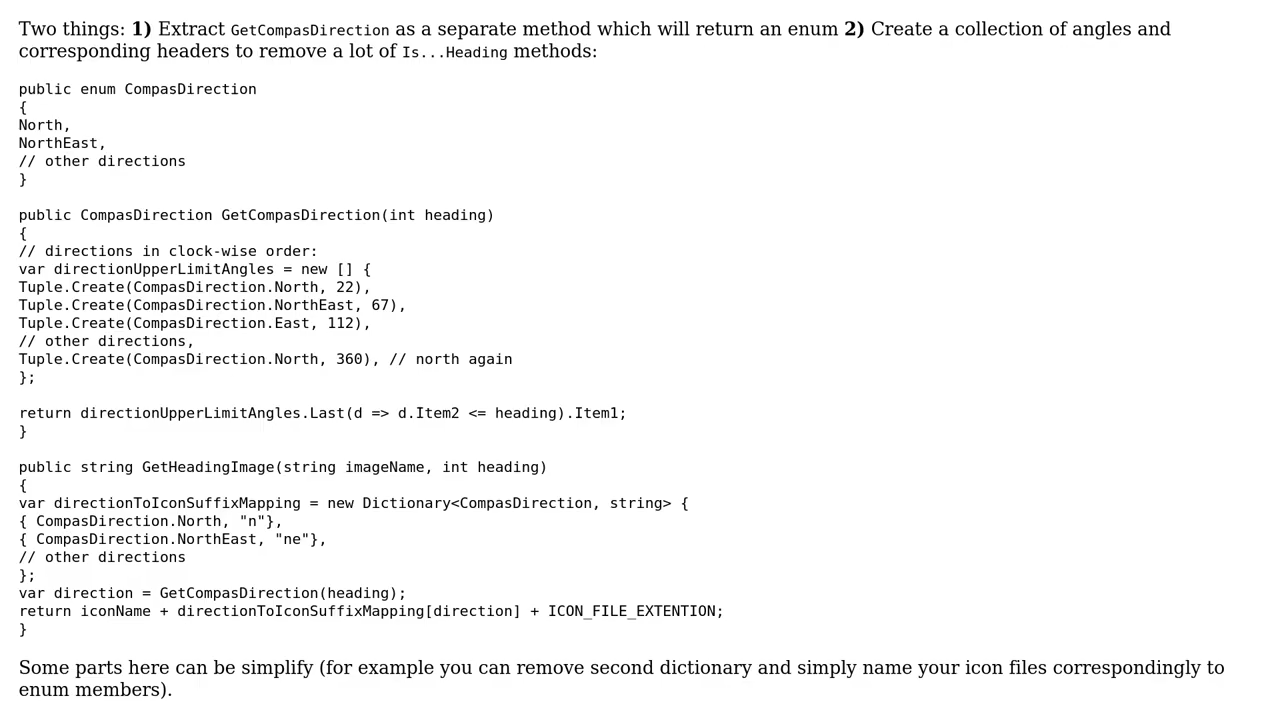 Two things: 1) Extract GetCompasDirection as a separate method which will return an enum 2) Create a collection of angles and
corresponding headers to remove a lot of Is...Heading methods:
public enum CompasDirection
{
North,
NorthEast,
// other directions
}
public CompasDirection GetCompasDirection(int heading)
{
// directions in clock-wise order:
var directionUpperLimitAngles = new [] {
Tuple.Create(CompasDirection.North, 22),
Tuple.Create(CompasDirection.NorthEast, 67),
Tuple.Create(CompasDirection.East, 112),
// other directions,
Tuple.Create(CompasDirection.North, 360), // north again
};
return directionUpperLimitAngles.Last(d => d.Item2 <= heading).Item1;
}
public string GetHeadingImage(string imageName, int heading)
{
var directionToIconSuffixMapping = new Dictionary<CompasDirection, string> {
{ CompasDirection.North, "n"},
{ CompasDirection.NorthEast, "ne"},
// other directions
};
var direction = GetCompasDirection(heading);
return iconName + directionToIconSuffixMapping[direction] + ICON_FILE_EXTENTION;
}
Some parts here can be simplify (for example you can remove second dictionary and simply name your icon files correspondingly to
enum members).